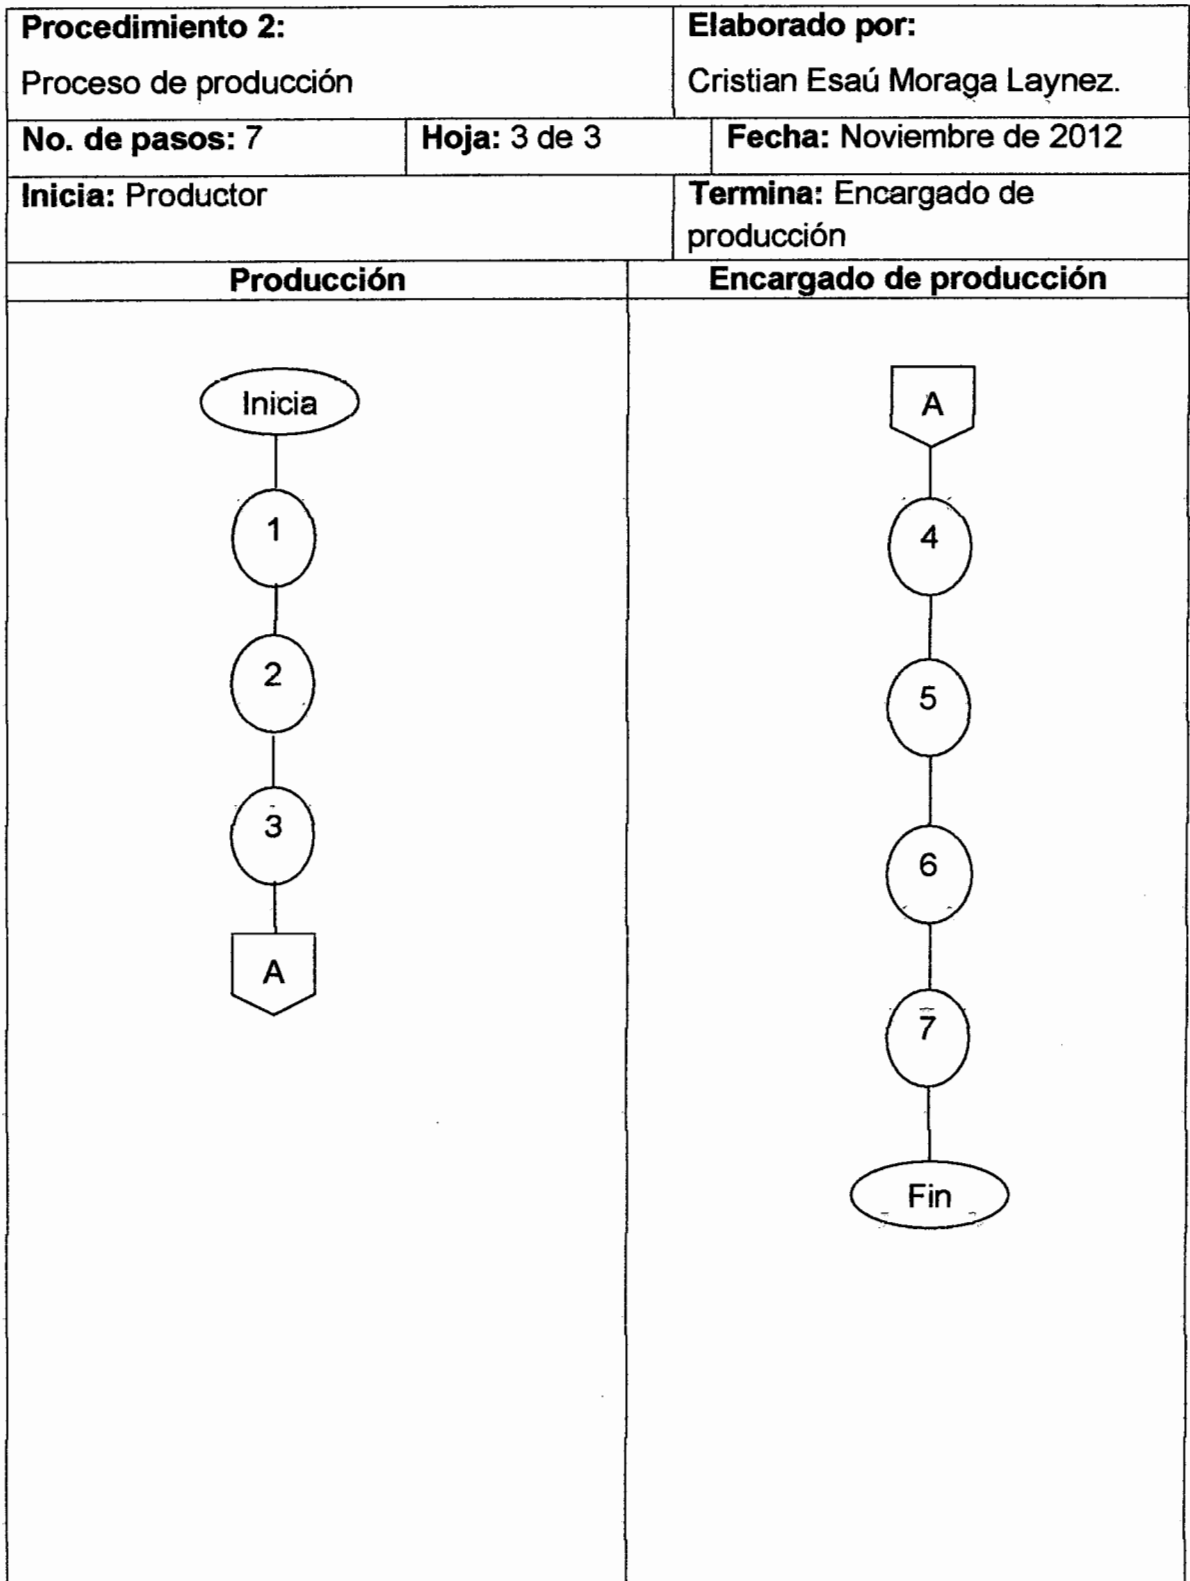 Procedimiento 2:
Proceso de producción
Elaborado por:
Cristian Esaú Moraga Laynez.
No. de pasos: 7
Hoja: 3 de 3
Fecha: Noviembre de 2012
Inicia: Productor
Termina: Encargado de
producción
Producción
Encargado de producción
Inicia
1
2
3
A
A
4
5
6
7
Fin